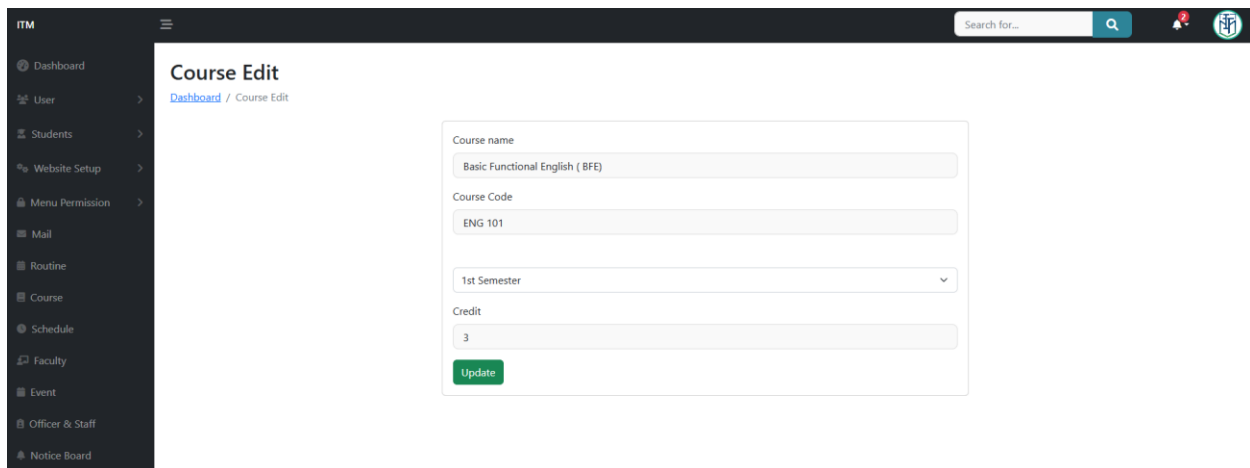 ITM
Search for...
2
Dashboard
User
Students
Website Setup
Menu Permission
Mail
Routine
Course
Schedule
Faculty
Event
Officer & Staff
Notice Board
Course Edit
Dashboard / Course Edit
Course name
Basic Functional English ( BFE)
Course Code
ENG 101
1st Semester
Credit
3
Update